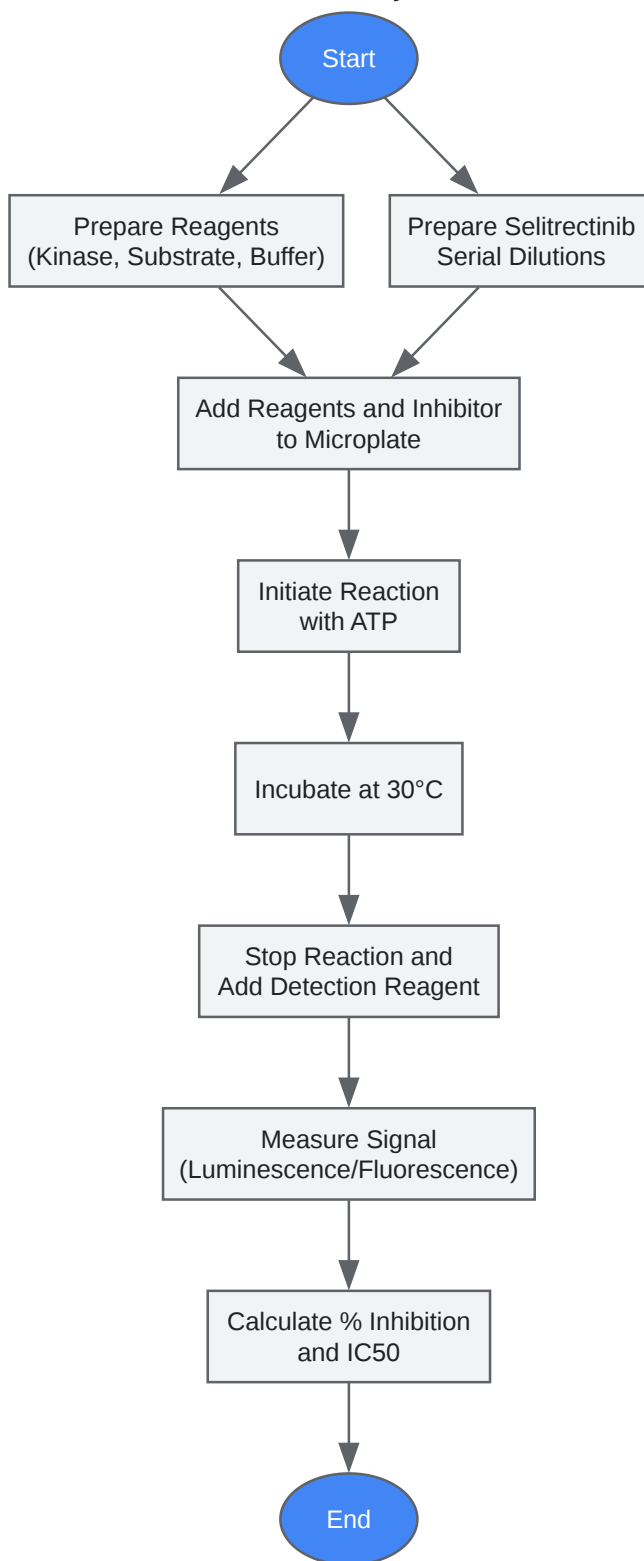 Start
Prepare Reagents
(Kinase, Substrate, Buffer)
Prepare Selitrectinib
Serial Dilutions
Add Reagents and Inhibitor
to Microplate
Initiate Reaction
with ATP
Incubate at 30°C
Stop Reaction and
Add Detection Reagent
Measure Signal
(Luminescence/Fluorescence)
Calculate % Inhibition
and IC50
End